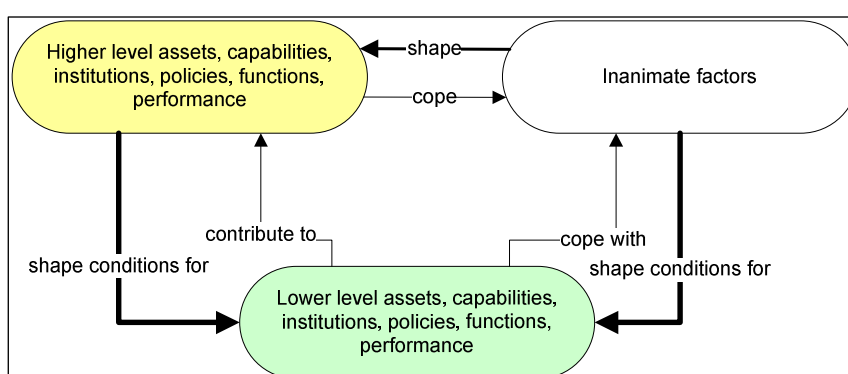 Higher level assets, capabilities,
institutions, policies, functions,
performance
shape
cope
Inanimate factors
contribute to
cope with
shape conditions for
shape conditions for
Lower level assets, capabilities,
institutions, policies, functions,
performance